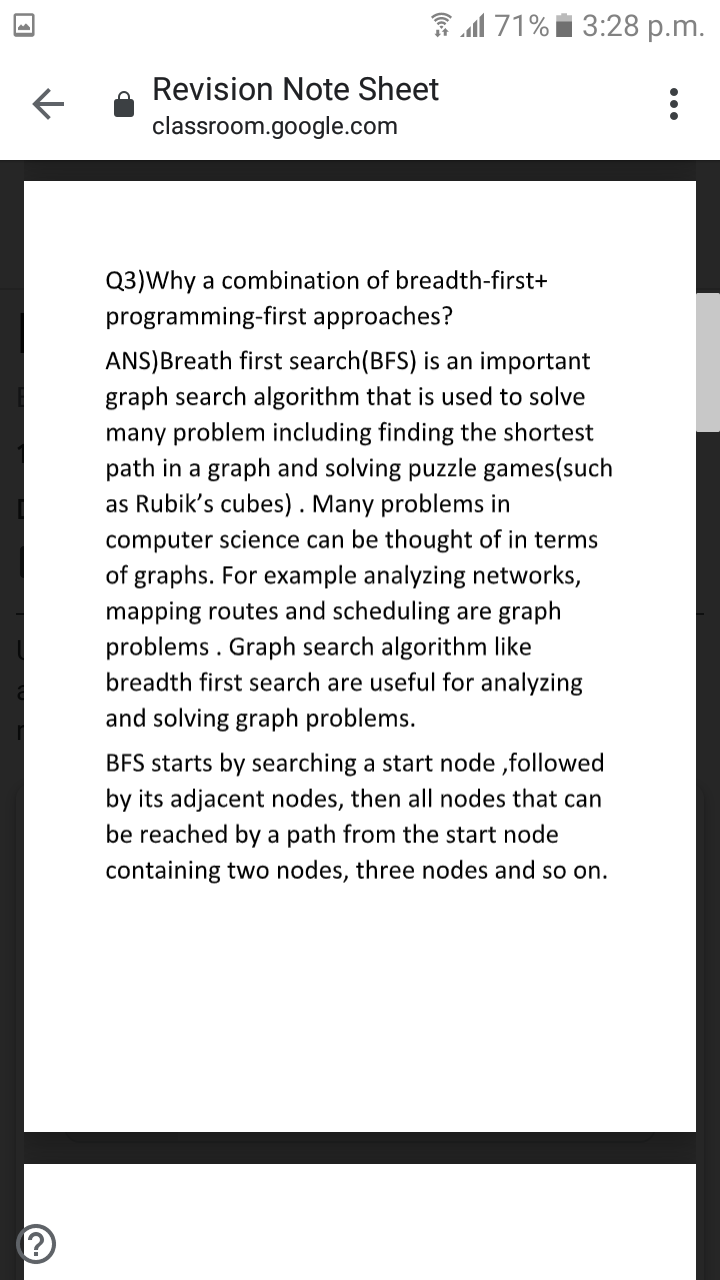 71% 3:28 p.m.
Revision Note Sheet
classroom.google.com
Q3)Why a combination of breadth-first+
programming-first approaches?
ANS)Breath first search(BFS) is an important
graph search algorithm that is used to solve
many problem including finding the shortest
path in a graph and solving puzzle games(such
as Rubik’s cubes) . Many problems in
computer science can be thought of in terms
of graphs. For example analyzing networks,
mapping routes and scheduling are graph
problems . Graph search algorithm like
breadth first search are useful for analyzing
and solving graph problems.
BFS starts by searching a start node ,followed
by its adjacent nodes, then all nodes that can
be reached by a path from the start node
containing two nodes, three nodes and so on.
?